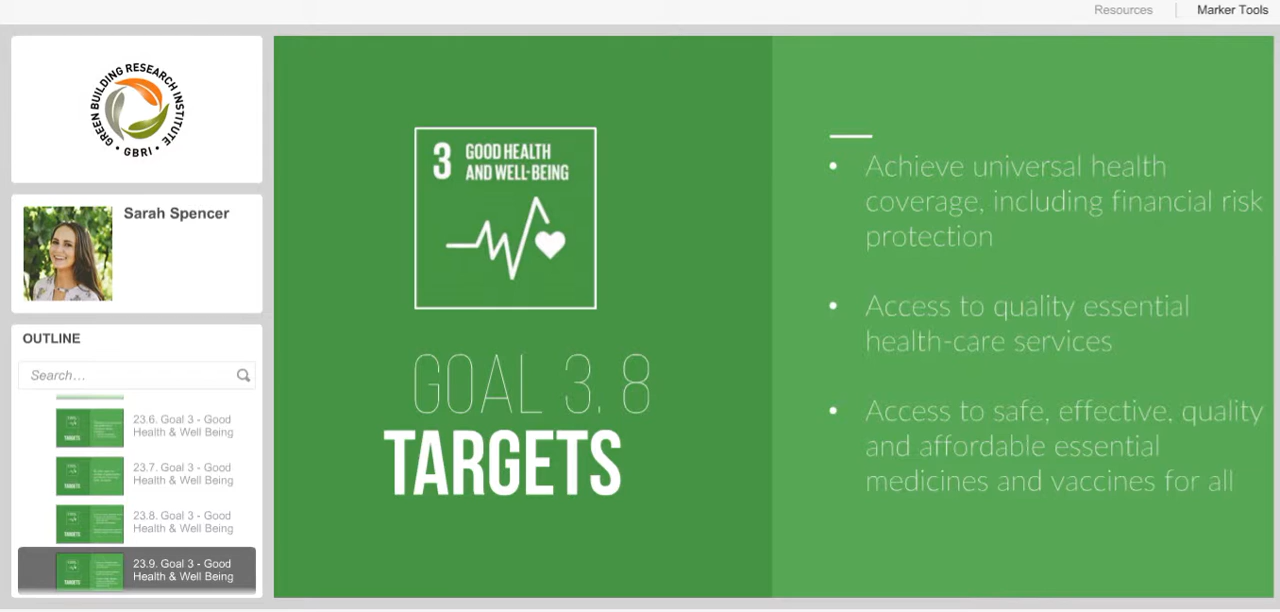 Resources
Marker Tools
GREEN BUILDING RESEARCH INSTITUTE
• GBRI •
Sarah Spencer
OUTLINE
Search...
23.6. Goal 3 - Good
Health & Well Being
23.7. Goal 3 - Good
Health & Well Being
23.8. Goal 3 - Good
Health & Well Being
23.9. Goal 3 - Good
Health & Well Being
3 GOOD HEALTH
AND WELL-BEING
GOAL 3. 8
TARGETS
• Achieve universal health
coverage, including financial risk
protection
• Access to quality essential
health-care services
• Access to safe, effective, quality
and affordable essential
medicines and vaccines for all